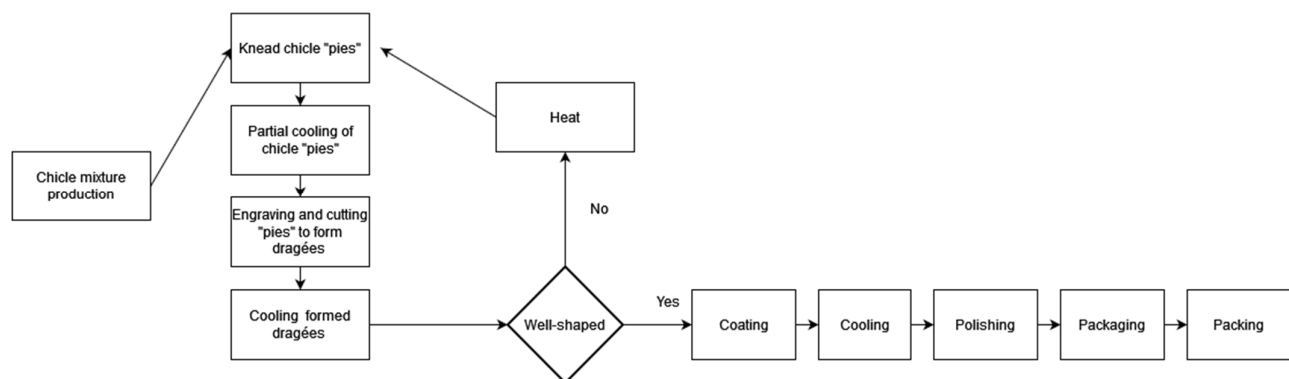 Knead chicle "pies"
Partial cooling of
chicle "pies"
Chicle mixture
production
Engraving and cutting
"pies" to form
dragées
Cooling formed
dragées
Heat
No
Well-shaped
Yes
Coating
Cooling
Polishing
Packaging
Packing